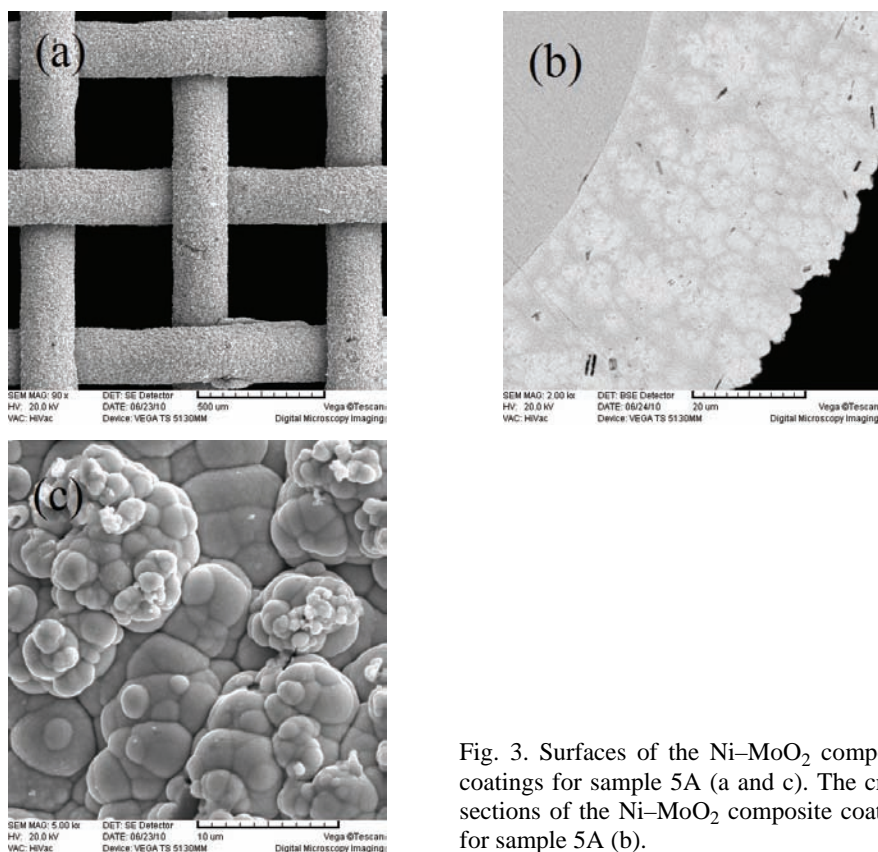 (a)
SEM MAG: 90 x DET: SE Detector
HV: 20.0 kV DATE: 06/23/10 500 um Vega ©Tescan
VAC: HiVac Device: VEGA TS 5130MM Digital Microscopy Imaging
(b)
SEM MAG: 2.00 kx DET: BSE Detector
HV: 20.0 kV DATE: 06/24/10 20 um Vega ©Tescan
VAC: HiVac Device: VEGA TS 5130MM Digital Microscopy Imaging
(c)
SEM MAG: 5.00 kx DET: SE Detector
HV: 20.0 kV DATE: 06/23/10 10 um Vega ©Tescan
VAC: HiVac Device: VEGA TS 5130MM Digital Microscopy Imaging
Fig. 3. Surfaces of the Ni–MoO₂ comp
coatings for sample 5A (a and c). The c
sections of the Ni–MoO₂ composite coat
for sample 5A (b).